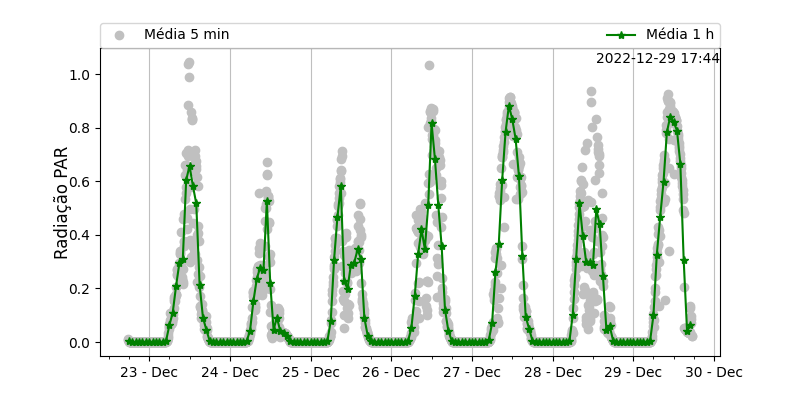 Média 5 min Média 1 h
2022-12-29 17:44
1.0
0.8
0.6
0.4
0.2
0.0
Radiação PAR
23 - Dec 24 - Dec 25 - Dec 26 - Dec 27 - Dec 28 - Dec 29 - Dec 30 - Dec